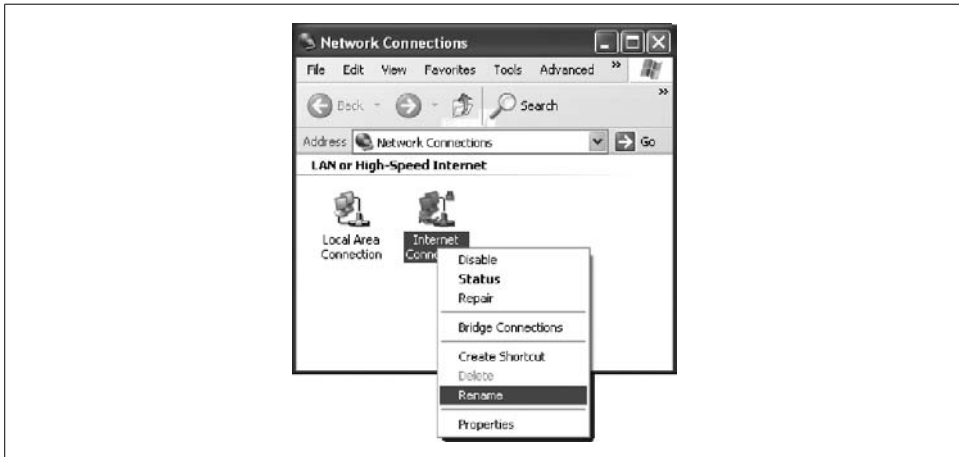 Network Connections
File Edit View Favorites Tools Advanced »
Back Search »
Address Network Connections Go
LAN or High-Speed Internet
Local Area
Connection
Internet
Disable
Status
Repair
Bridge Connections
Create Shortcut
Delete
Rename
Properties